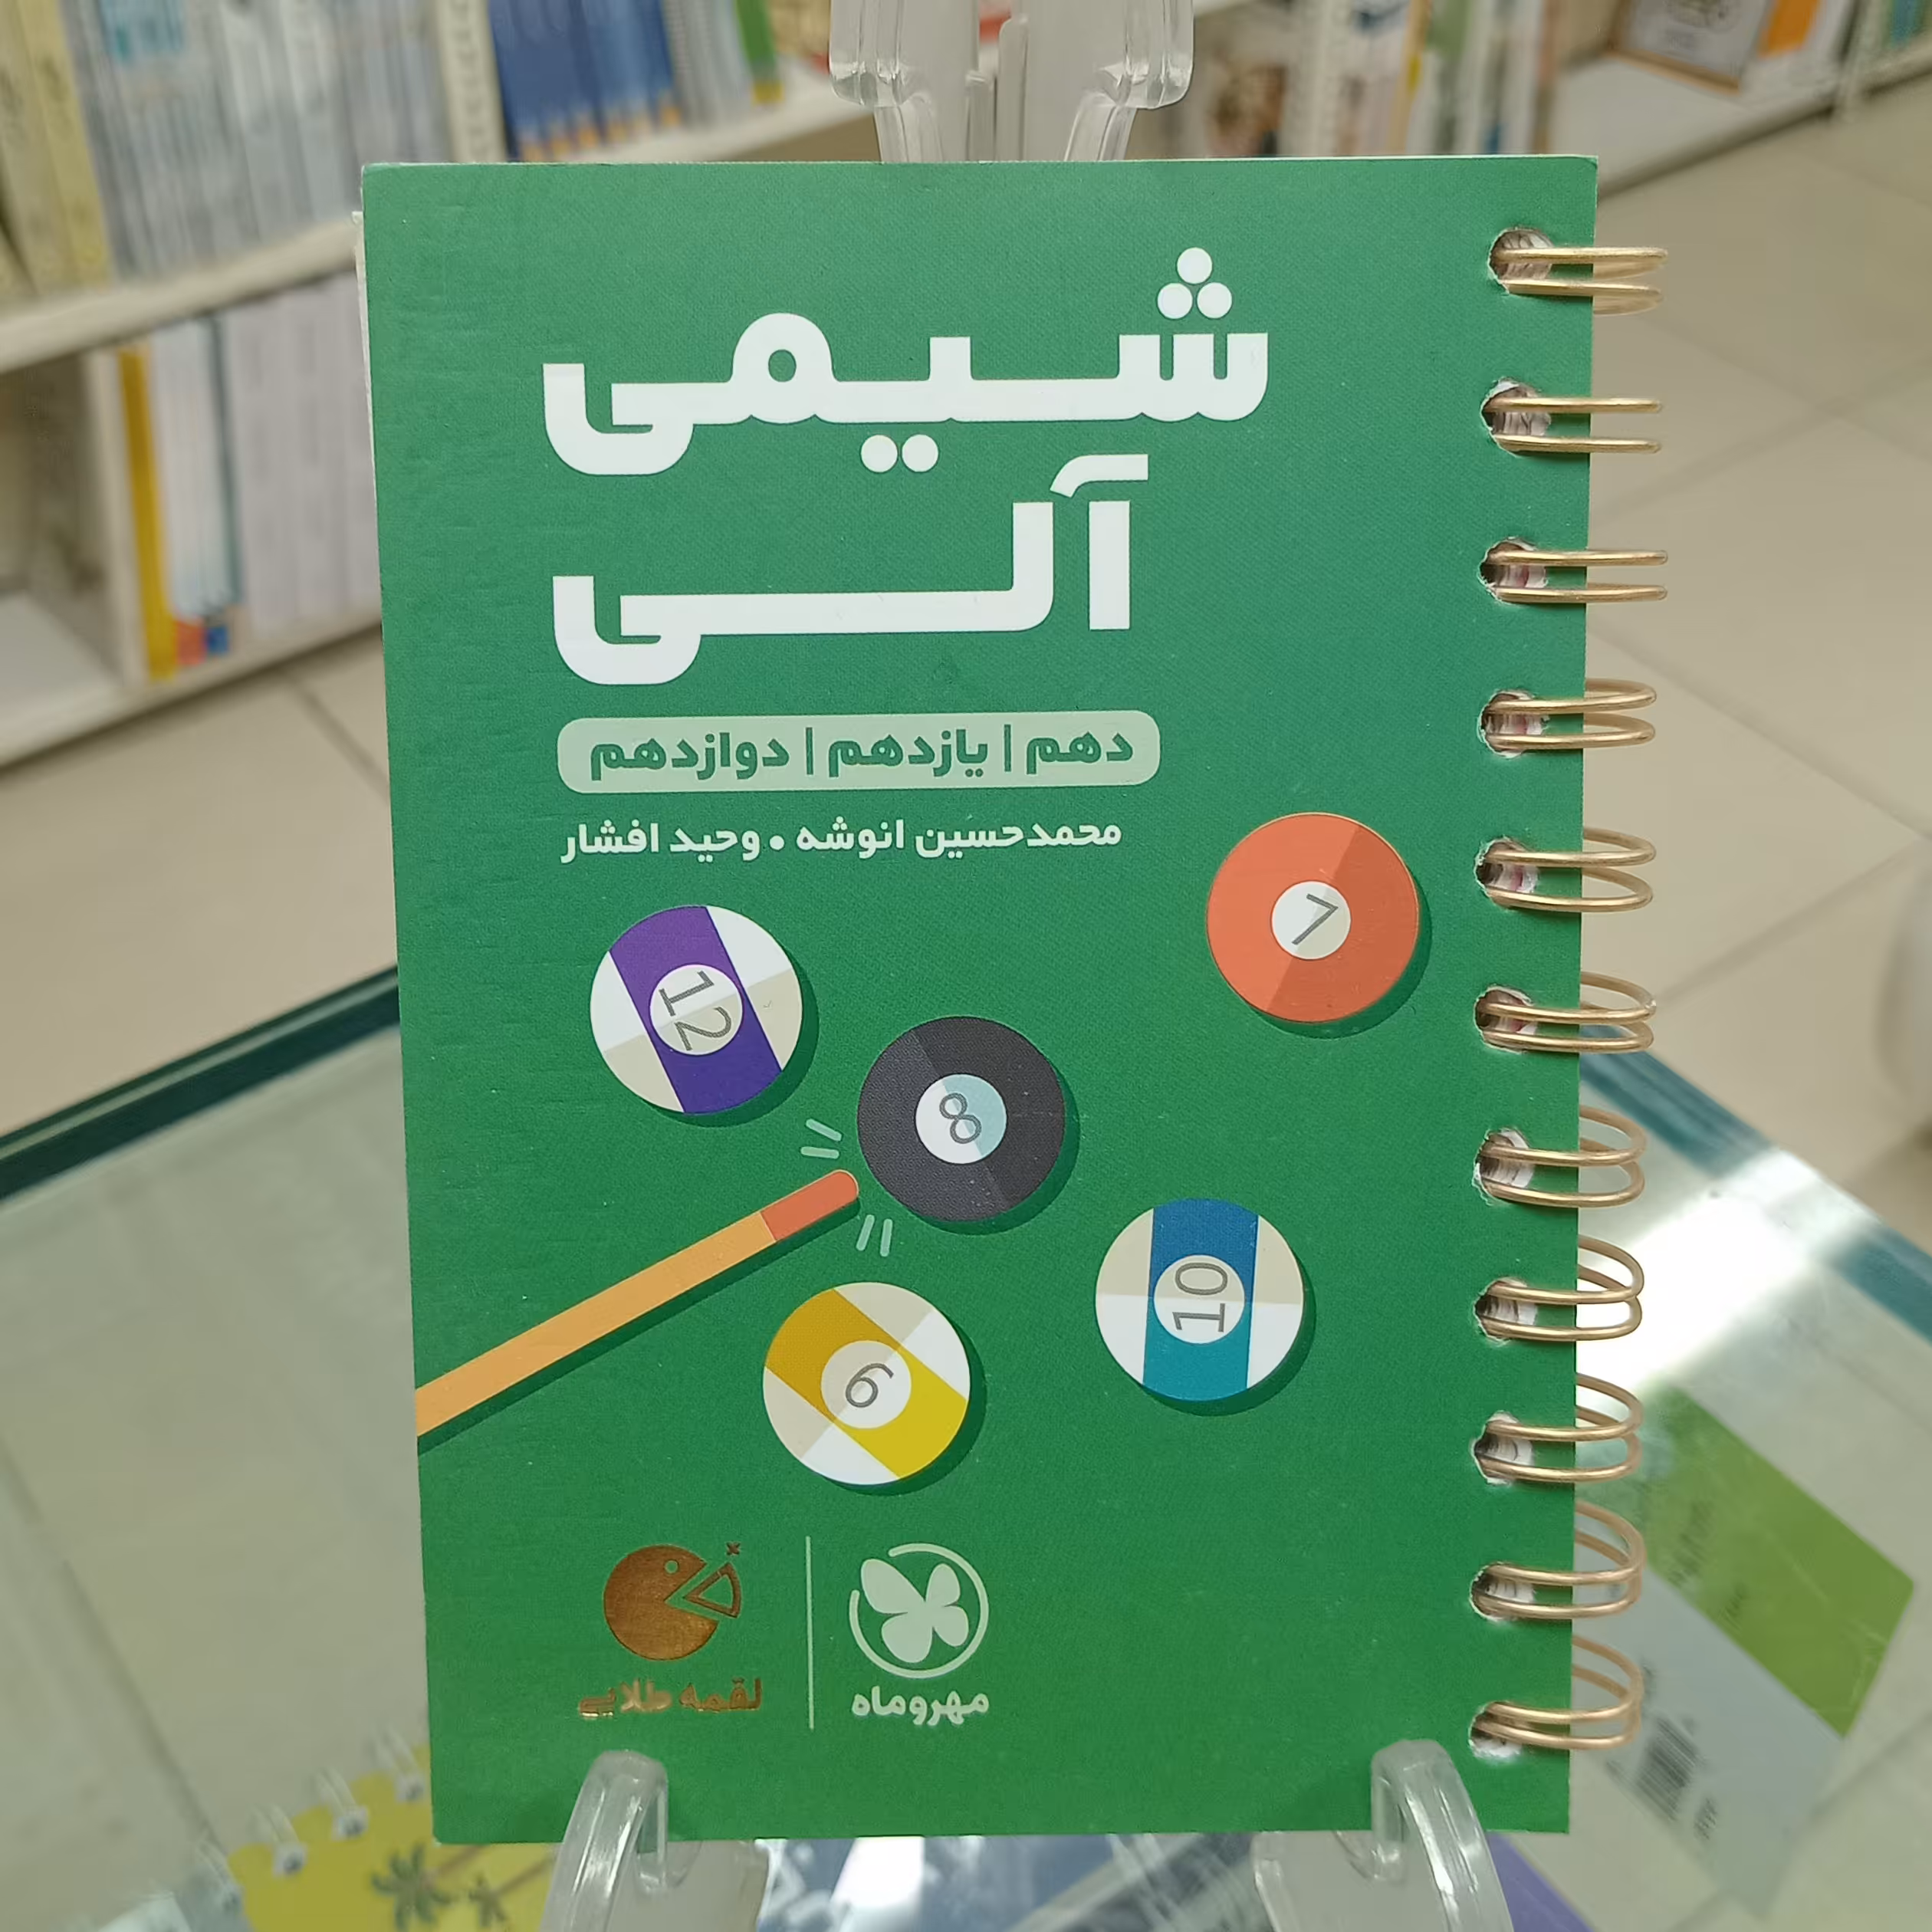 شیمی
آلی
دهم | یازدهم | دوازدهم
محمدحسین انوشه • وحید افشار
7
12
8
10
9
مهروماه
لقمه طلایی